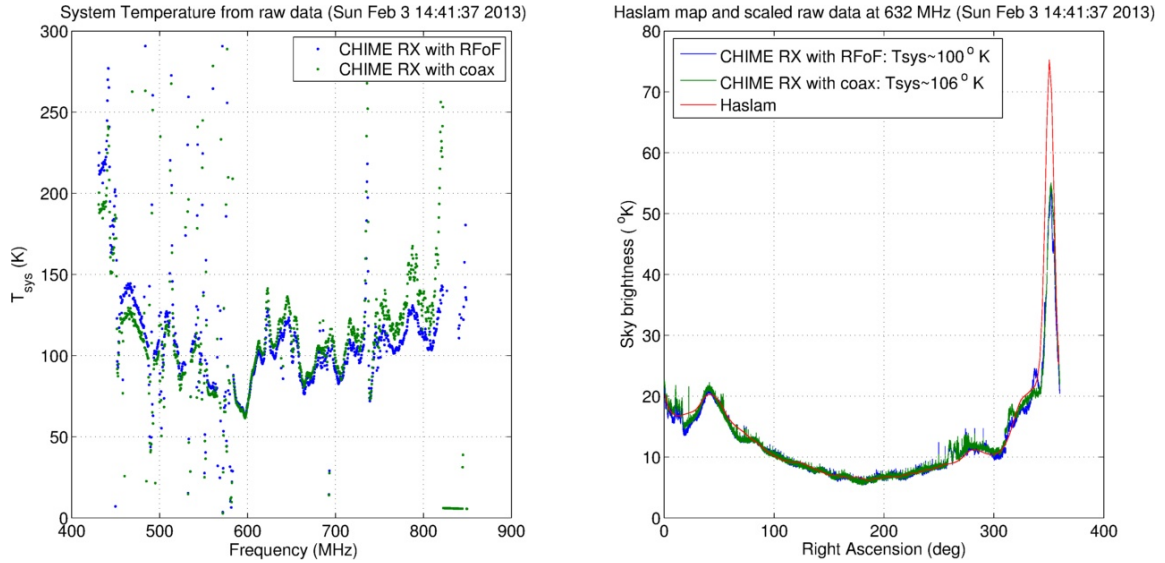 System Temperature from raw data (Sun Feb 3 14:41:37 2013)
300
250
200
150
100
50
0
T_sys (K)
CHIME RX with RFoF
CHIME RX with coax
400 500 600 700 800 900
Frequency (MHz)
Haslam map and scaled raw data at 632 MHz (Sun Feb 3 14:41:37 2013)
80
70
60
50
40
30
20
10
0
Sky brightness ( °K)
CHIME RX with RFoF: Tsys~100° K
CHIME RX with coax: Tsys~106° K
Haslam
0 100 200 300 400
Right Ascension (deg)